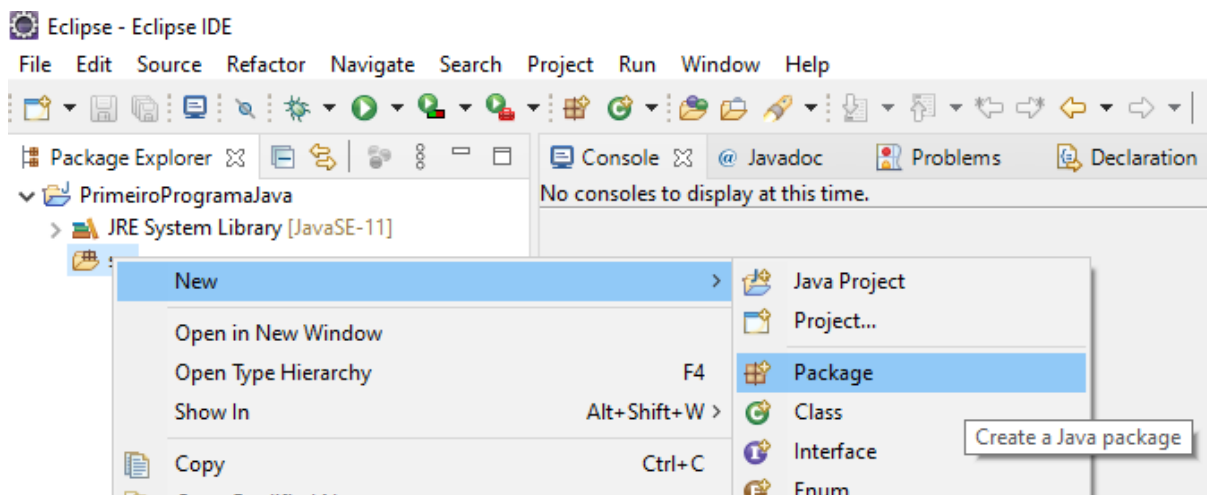 Eclipse - Eclipse IDE
File Edit Source Refactor Navigate Search Project Run Window Help
Package Explorer
Console @ Javadoc Problems Declaration
PrimeiroProgramaJava
No consoles to display at this time.
JRE System Library [JavaSE-11]
New
Java Project
Open in New Window
Project...
Open Type Hierarchy F4
Package
Show In Alt+Shift+W
Class
Create a Java package
Copy Ctrl+C
Interface
Enum